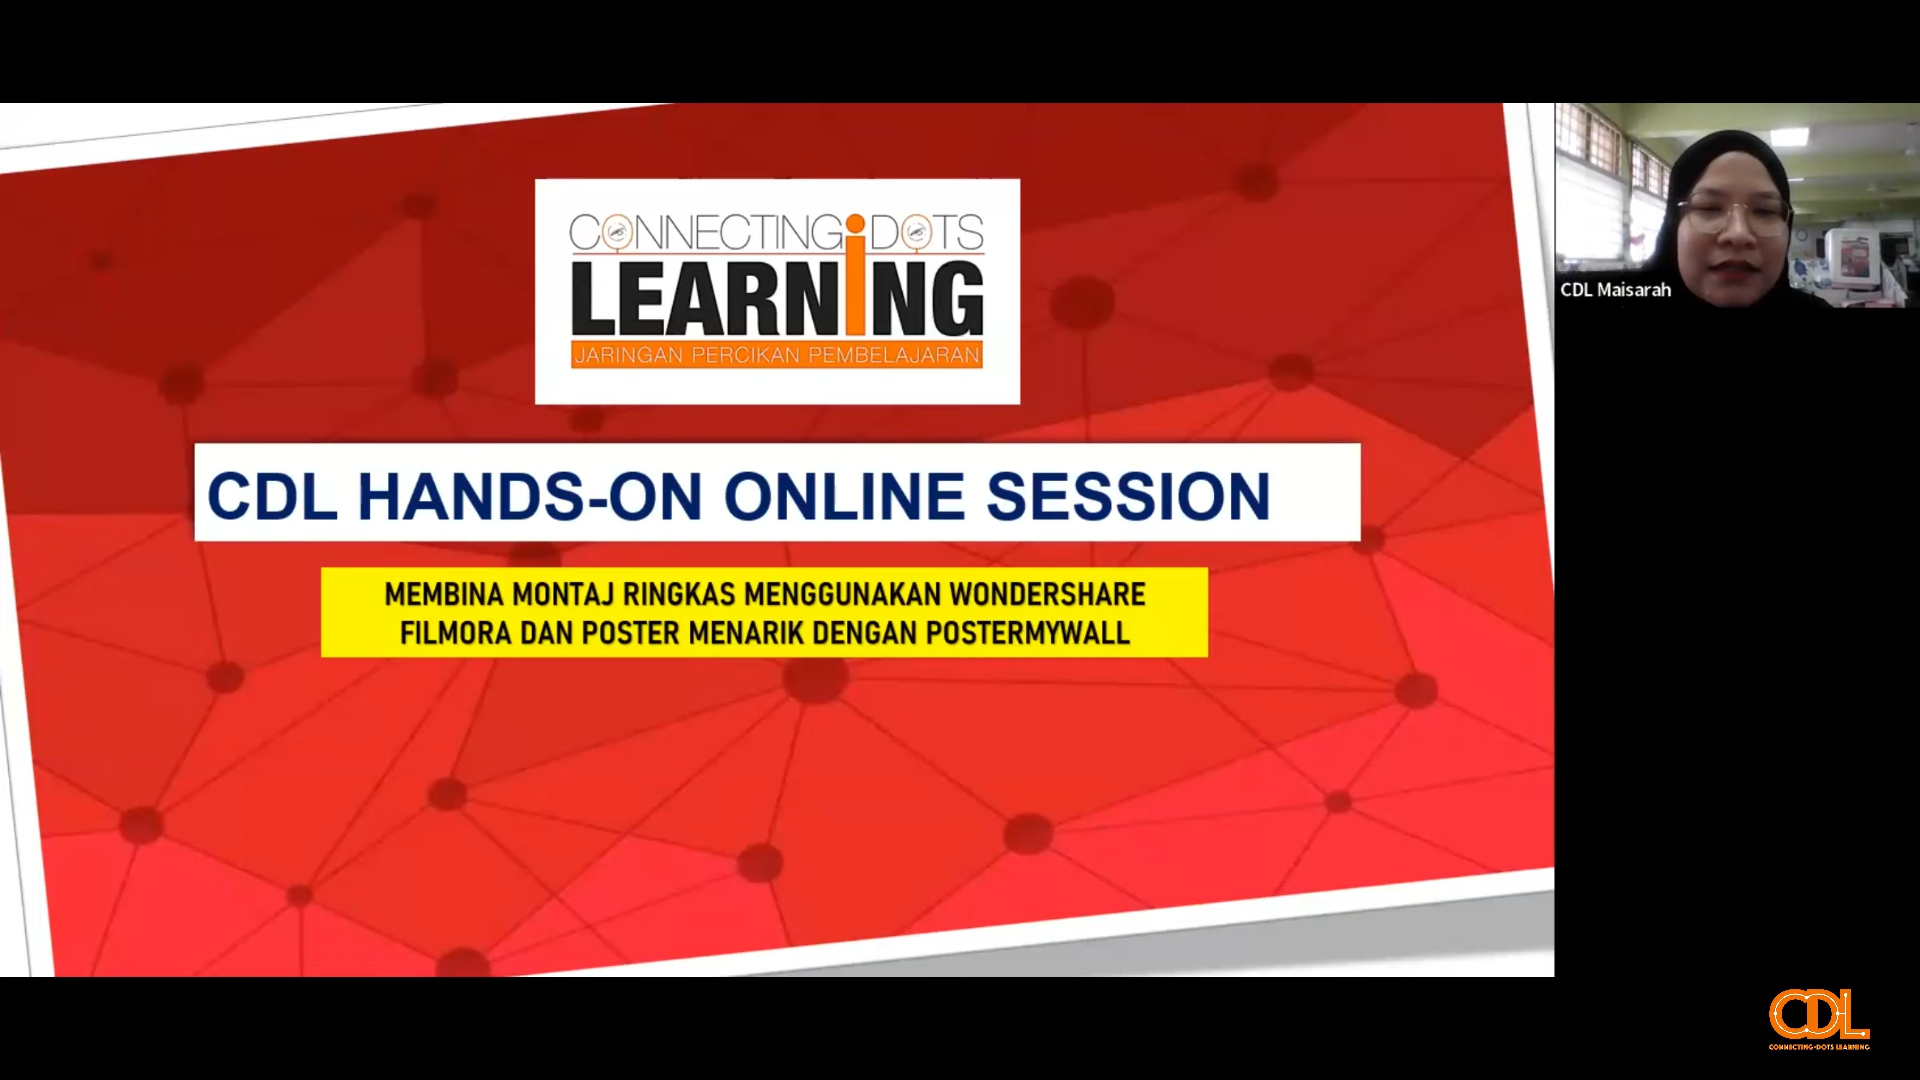 CONNECTING DOTS
LEARNING
JARINGAN PERCIKAN PEMBELAJARAN
CDL HANDS-ON ONLINE SESSION
MEMBINA MONTAJ RINGKAS MENGGUNAKAN WONDERSHARE
FILMORA DAN POSTER MENARIK DENGAN POSTERMYWALL
CDL Maisarah
CDL
CONNECTING-DOTS LEARNING